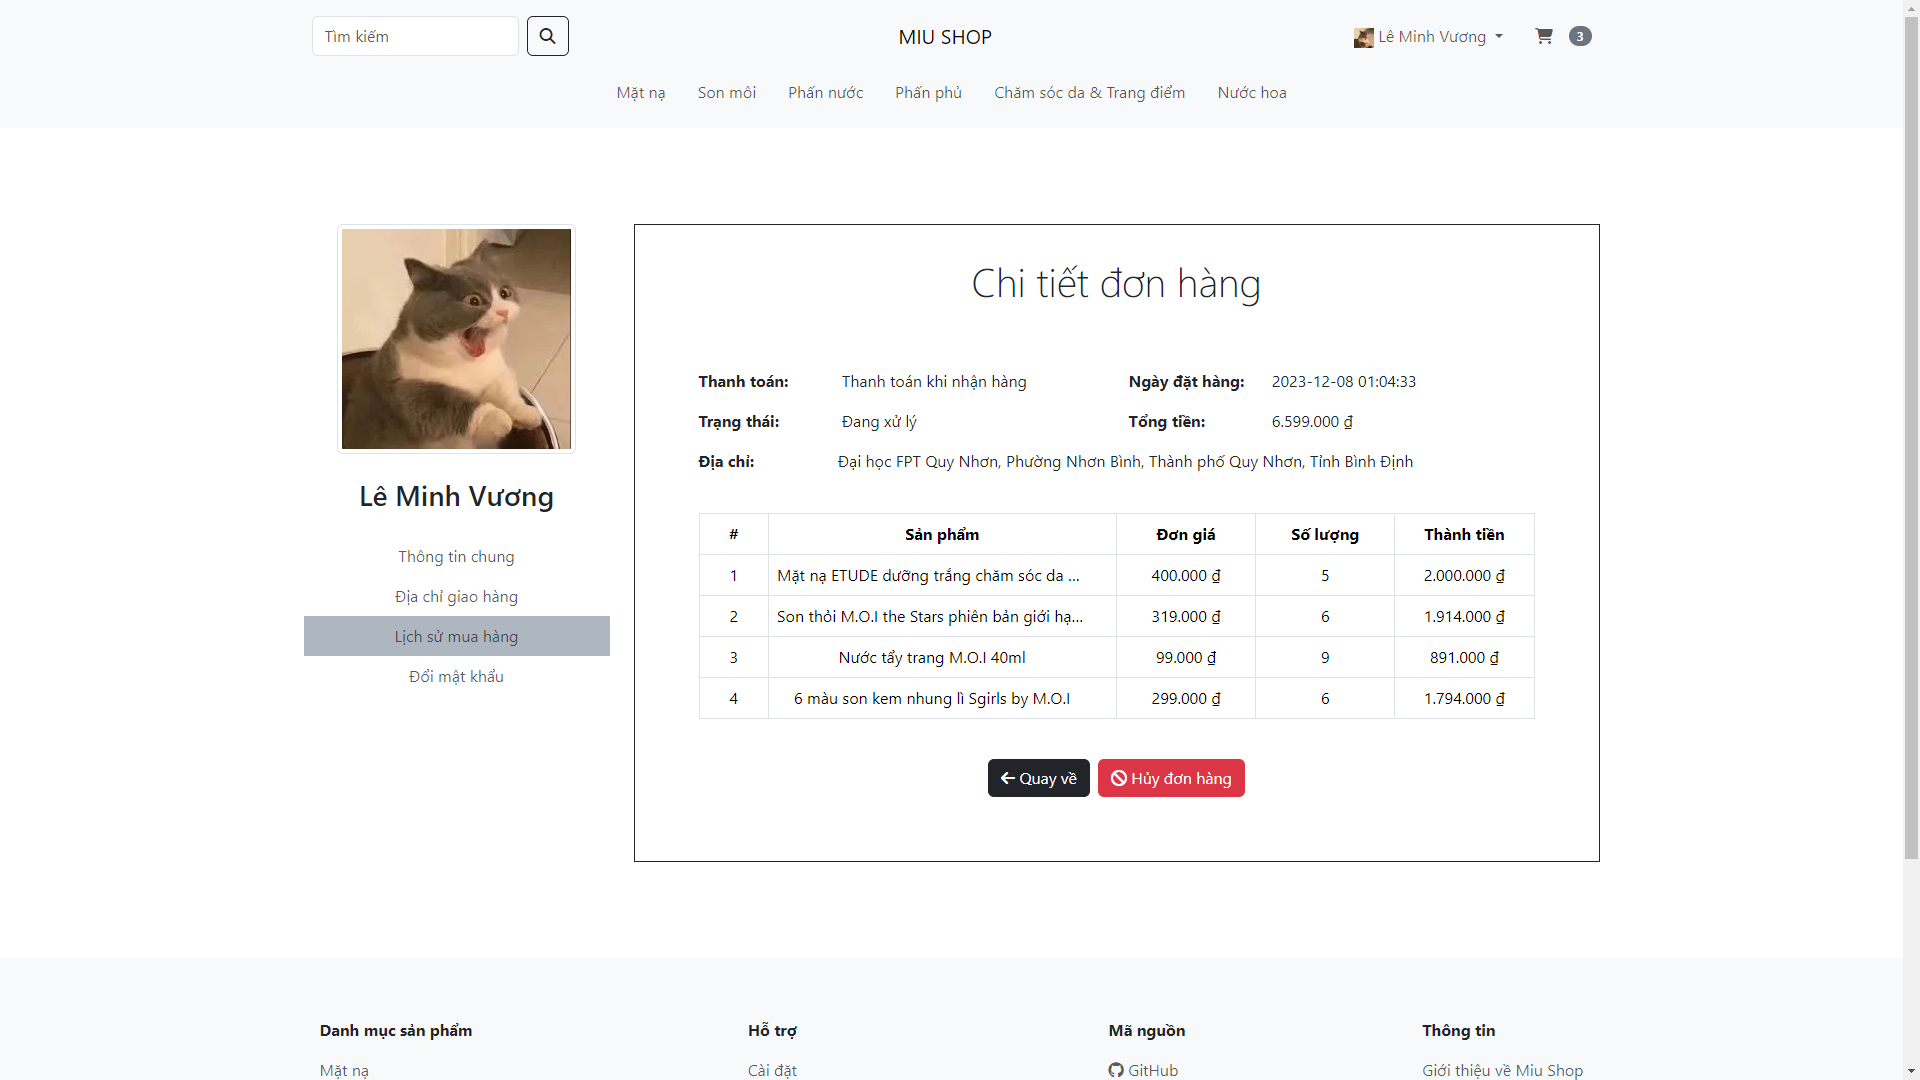 Tìm kiếm
MIU SHOP
Lê Minh Vương
3
Mặt nạ
Son môi
Phấn nước
Phấn phủ
Chăm sóc da & Trang điểm
Nước hoa
Lê Minh Vương
Thông tin chung
Địa chỉ giao hàng
Lịch sử mua hàng
Đổi mật khẩu
Chi tiết đơn hàng
Thanh toán: Thanh toán khi nhận hàng Ngày đặt hàng: 2023-12-08 01:04:33
Trạng thái: Đang xử lý Tổng tiền: 6.599.000 ₫
Địa chỉ: Đại học FPT Quy Nhơn, Phường Nhơn Bình, Thành phố Quy Nhơn, Tỉnh Bình Định
# Sản phẩm Đơn giá Số lượng Thành tiền
1 Mặt nạ ETUDE dưỡng trắng chăm sóc da ... 400.000 ₫ 5 2.000.000 ₫
2 Son thỏi M.O.I the Stars phiên bản giới hạ... 319.000 ₫ 6 1.914.000 ₫
3 Nước tẩy trang M.O.I 40ml 99.000 ₫ 9 891.000 ₫
4 6 màu son kem nhung lì Sgirls by M.O.I 299.000 ₫ 6 1.794.000 ₫
Quay về
Hủy đơn hàng
Danh mục sản phẩm
Mặt nạ
Hỗ trợ
Cài đặt
Mã nguồn
GitHub
Thông tin
Giới thiệu về Miu Shop